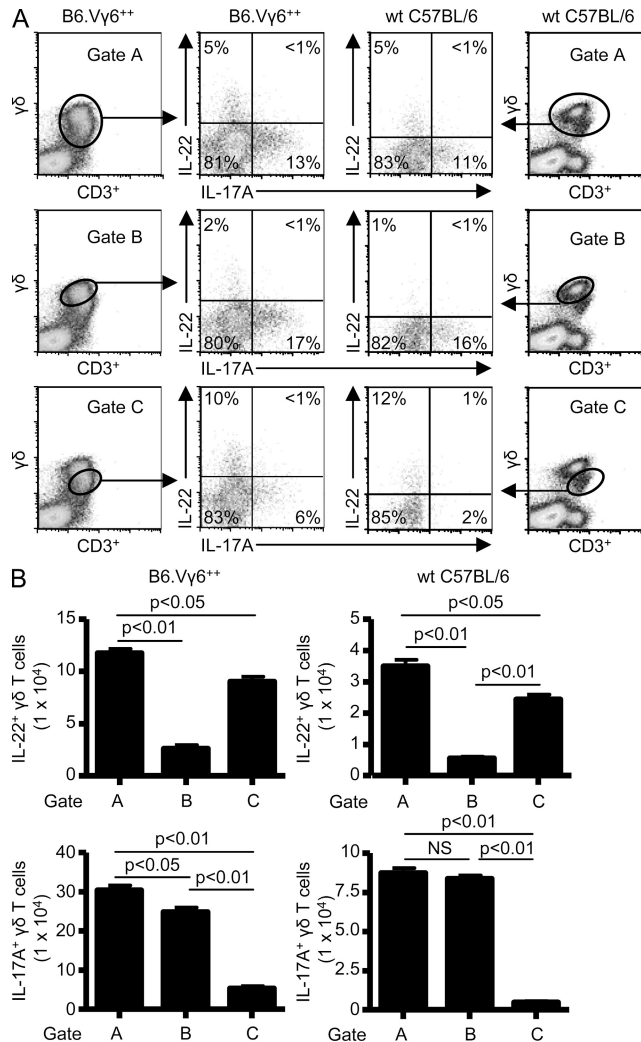 A
B6.Vγ6⁺⁺ B6.Vγ6⁺⁺ wt C57BL/6 wt C57BL/6
Gate A 5% <1% 5% <1% Gate A
γδ IL-22 IL-22 γδ
81% 13% 83% 11%
CD3⁺ IL-17A CD3⁺
Gate B 2% <1% 1% <1% Gate B
γδ IL-22 IL-22 γδ
80% 17% 82% 16%
CD3⁺ IL-17A CD3⁺
Gate C 10% <1% 12% 1% Gate C
γδ IL-22 IL-22 γδ
83% 6% 85% 2%
CD3⁺ IL-17A CD3⁺
B
B6.Vγ6⁺⁺
p<0.05
p<0.01
IL-22⁺ γδ T cells
(1 x 10⁴)
15
10
5
0
Gate A B C
wt C57BL/6
p<0.05
p<0.01
p<0.01
IL-22⁺ γδ T cells
(1 x 10⁴)
5
4
3
2
1
0
A B C
p<0.01
p<0.05 p<0.01
IL-17A⁺ γδ T cells
(1 x 10⁴)
40
30
20
10
0
Gate A B C
p<0.01
NS p<0.01
IL-17A⁺ γδ T cells
(1 x 10⁴)
10
7.5
5.0
2.5
0
A B C